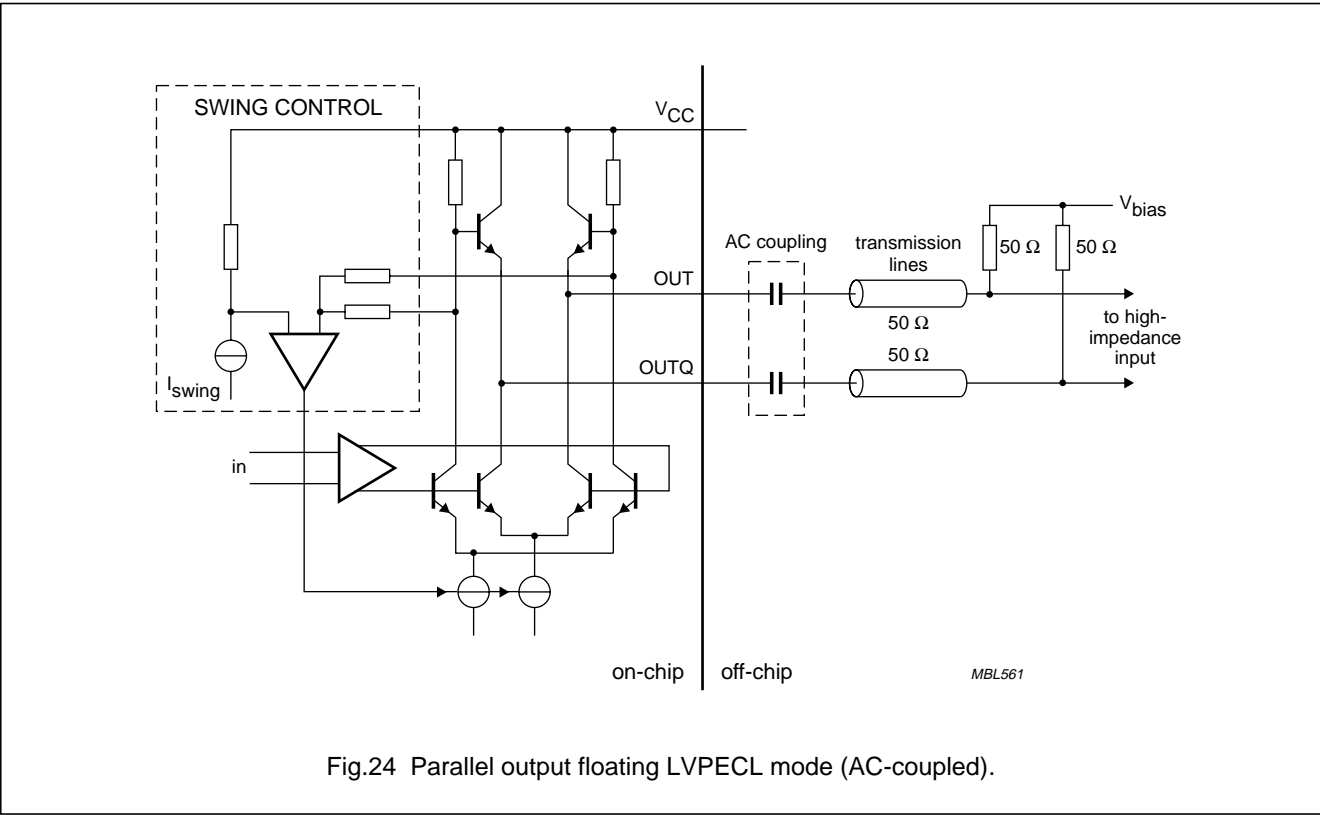 SWING CONTROL
V_CC
V_bias
AC coupling
transmission
lines
50 Ω
50 Ω
OUT
50 Ω
to high-
impedance
input
50 Ω
OUTQ
I_swing
in
on-chip
off-chip
MBL561
Fig.24 Parallel output floating LVPECL mode (AC-coupled).